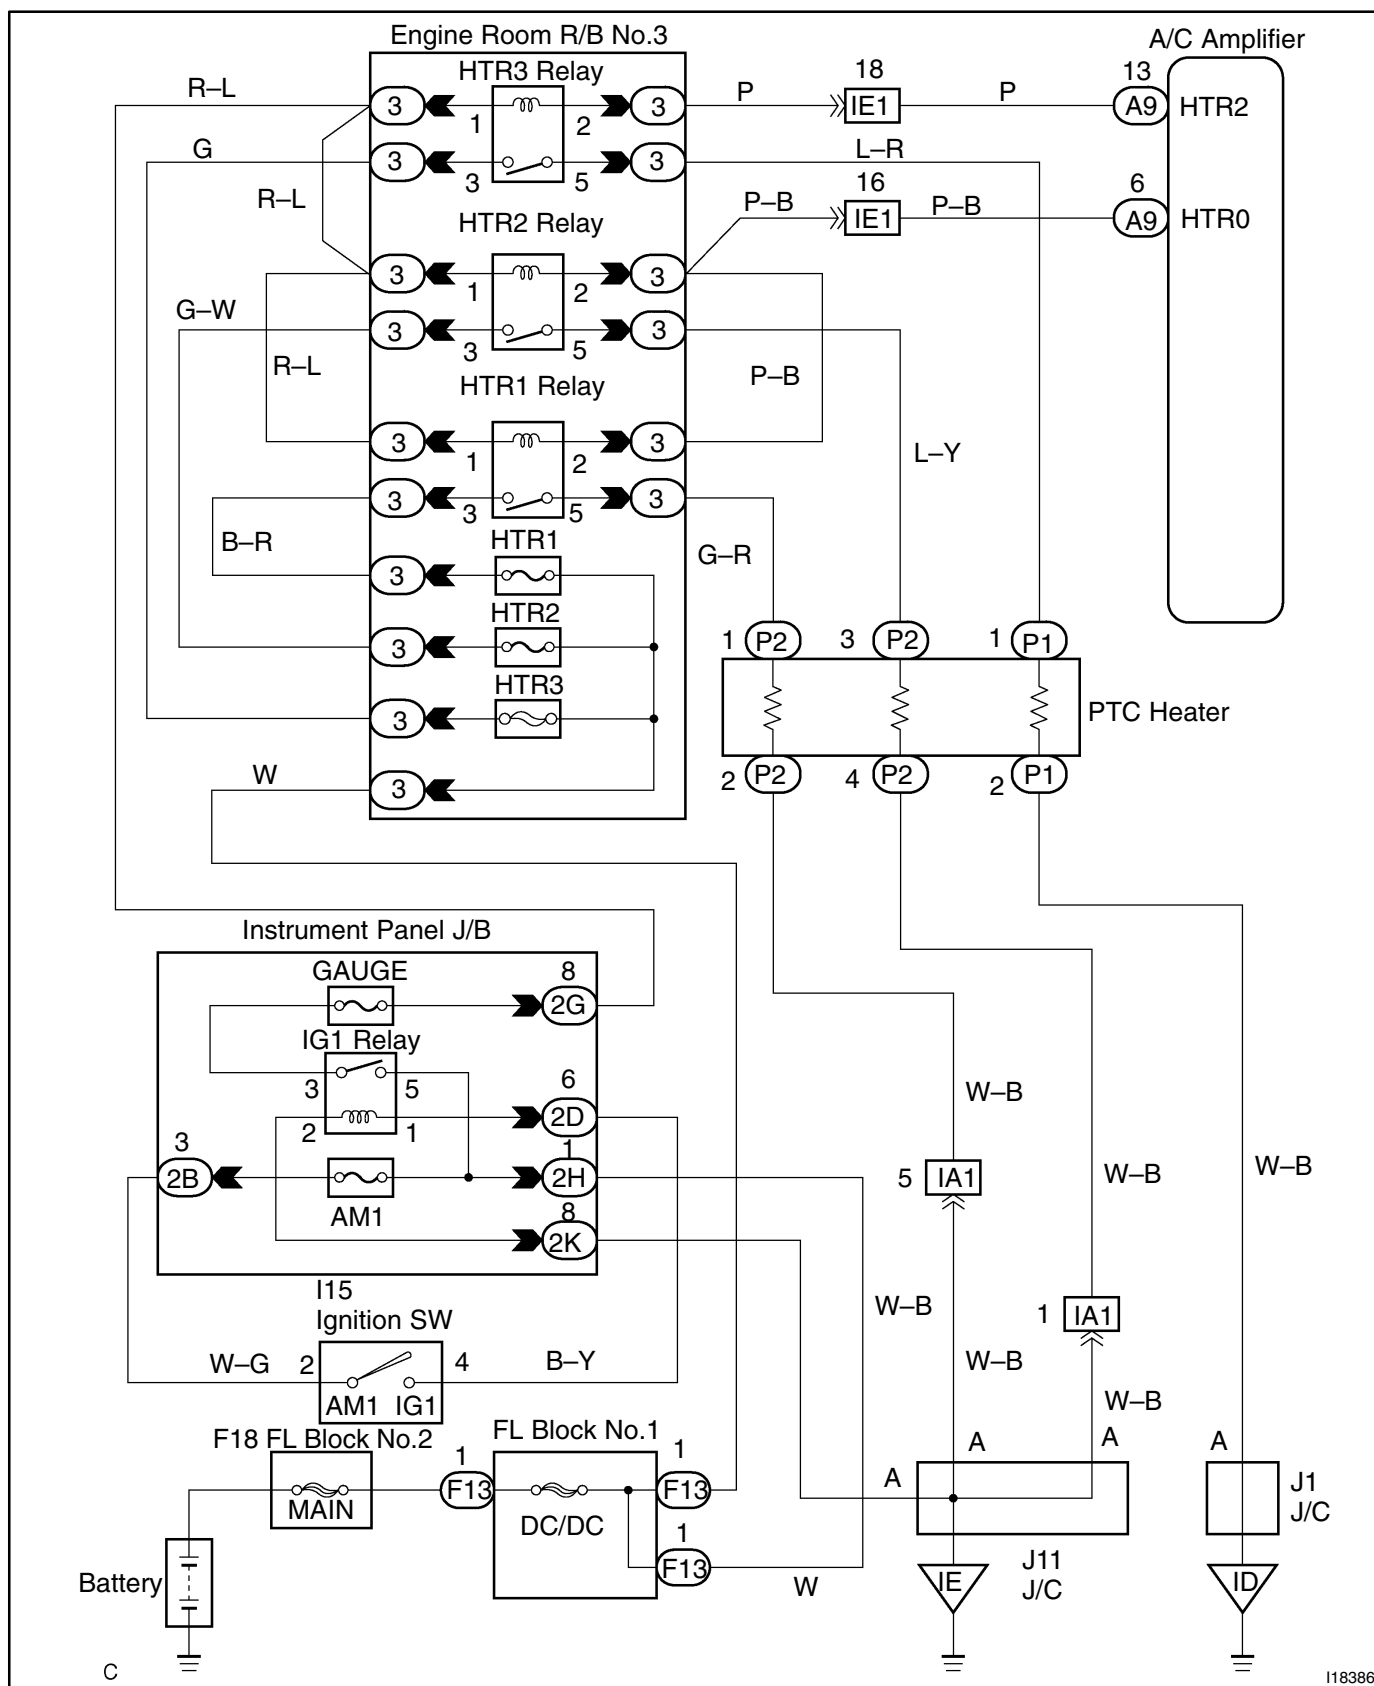 Engine Room R/B No.3
A/C Amplifier
HTR3 Relay
18
13
R–L
3
3
P
IE1
P
A9
HTR2
1
2
G
3
3
L–R
3
5
16
6
R–L
P–B
IE1
P–B
A9
HTR0
HTR2 Relay
3
3
1
2
G–W
3
3
3
5
R–L
P–B
HTR1 Relay
3
3
1
2
L–Y
3
3
3
5
B–R
HTR1
G–R
3
HTR2
1
P2
3
P2
1
P1
3
HTR3
PTC Heater
3
W
3
2
P2
4
P2
2
P1
Instrument Panel J/B
GAUGE
8
2G
IG1 Relay
3
5
6
2D
2
1
W–B
3
1
2B
2H
5
IA1
W–B
W–B
AM1
8
2K
I15
Ignition SW
W–B
1
IA1
W–G
2
4
B–Y
W–B
AM1
IG1
W–B
F18 FL Block No.2
FL Block No.1
1
1
A
A
A
A
MAIN
F13
F13
J1
J/C
DC/DC
1
F13
Battery
W
IE
J11
J/C
ID
C
I18386